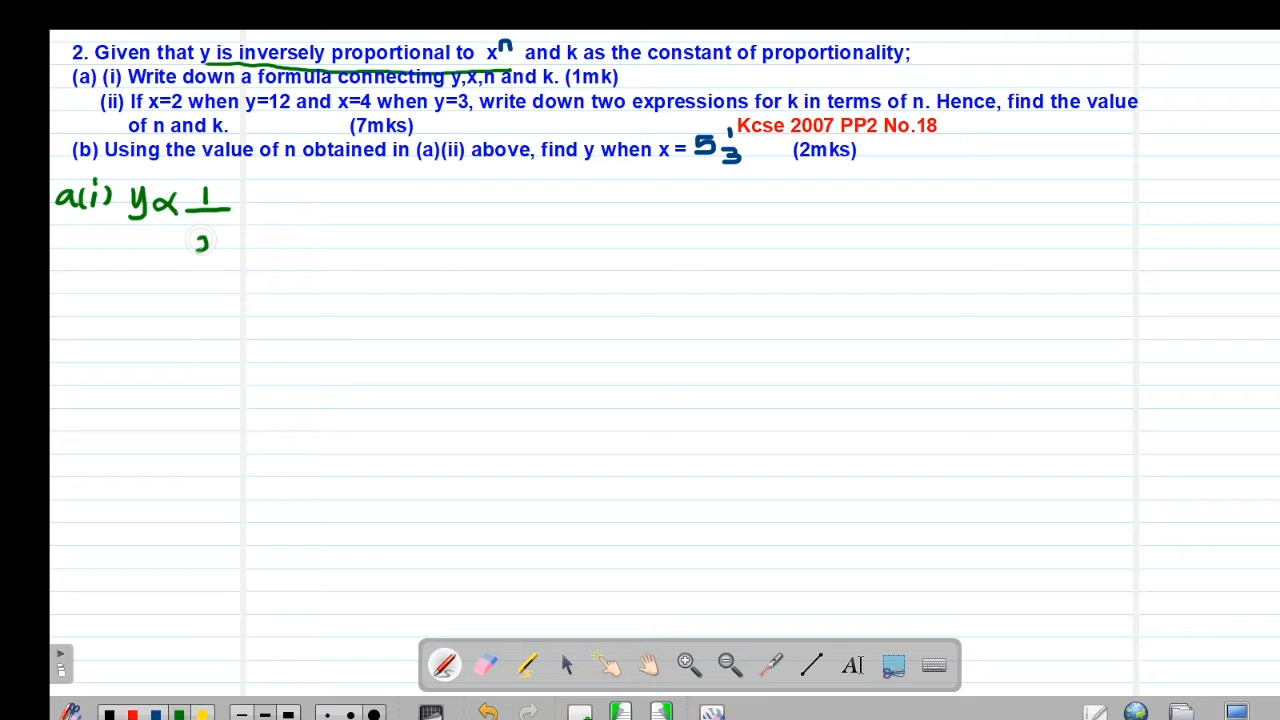 2. Given that y is inversely proportional to xⁿ and k as the constant of proportionality;
(a) (i) Write down a formula connecting y,x,n and k. (1mk)
(ii) If x=2 when y=12 and x=4 when y=3, write down two expressions for k in terms of n. Hence, find the value
of n and k. (7mks) Kcse 2007 PP2 No.18
(b) Using the value of n obtained in (a)(ii) above, find y when x = 5 1/3 (2mks)
a(i) y ∝ 1
AI